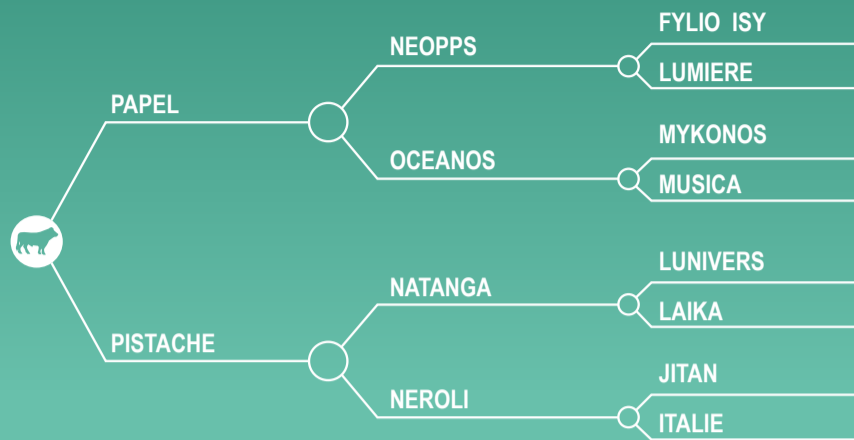 FYLIO ISY
NEOPPS
LUMIERE
PAPEL
MYKONOS
OCEANOS
MUSICA
LUNIVERS
NATANGA
LAIKA
PISTACHE
JITAN
NEROLI
ITALIE